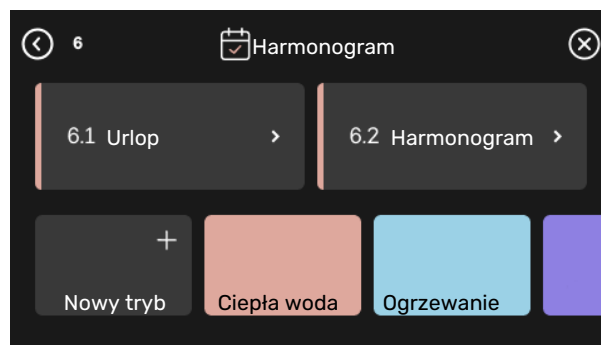 6 Harmonogram
6.1 Urlop
6.2 Harmonogram
Nowy tryb
Ciepła woda
Ogrzewanie